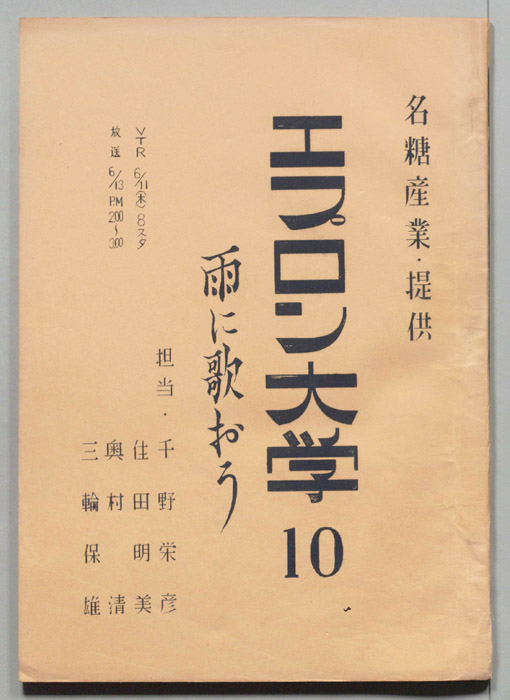 名糖産業・提供
エプロン大学10
雨に歌おう
担当・千野栄彦
住田明美
奥村清
三輪保雄
VTR 6/11(木) 8スタ
放送 6/13 P.M 2:00~3:00